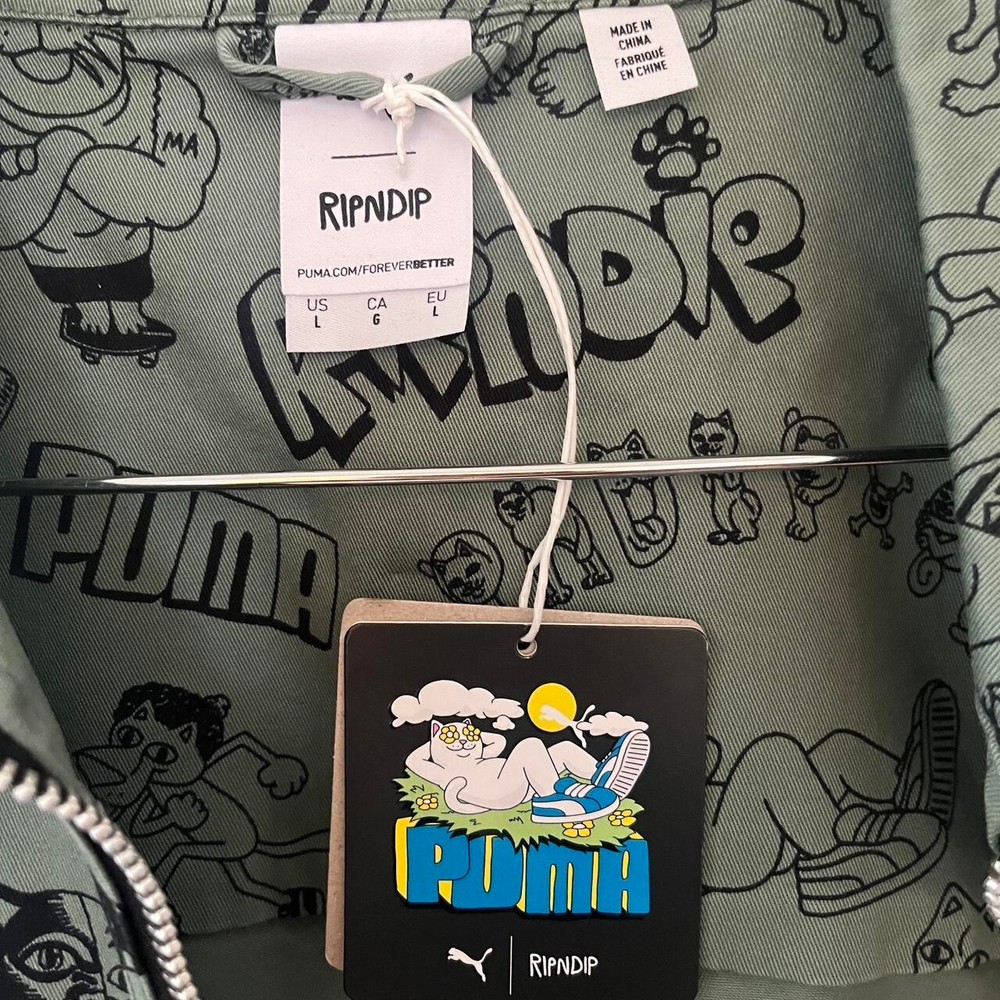 MADE IN
CHINA
FABRIQUÉ
EN CHINE
MA
RIPNDIP
PUMA.COM/FOREVERBETTER
US CA EU
L G L
RIPNDIP
PUMA
PUMA
RIPNDIP